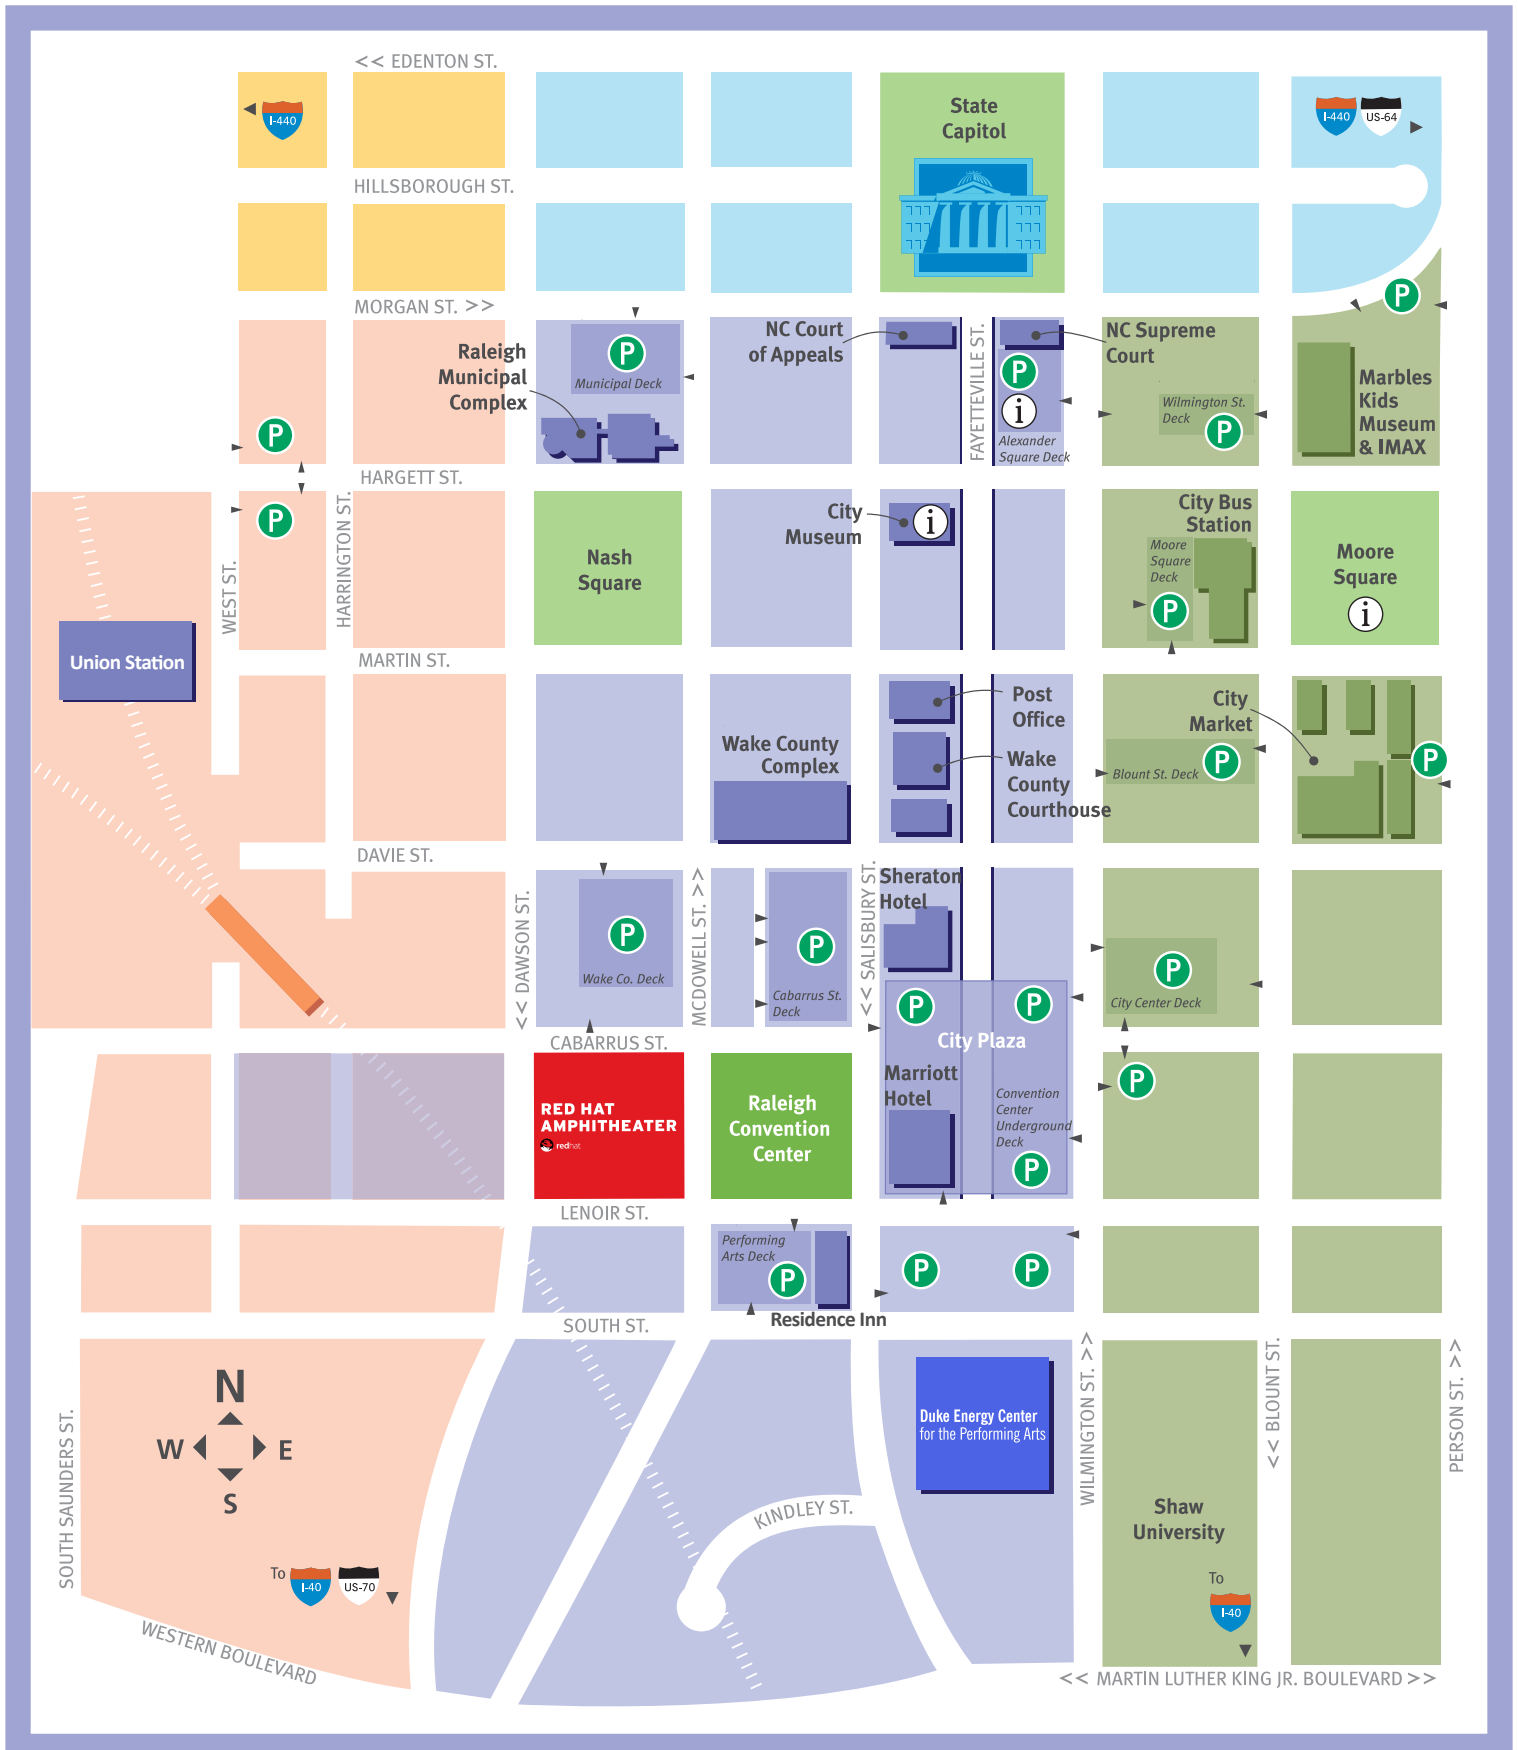 << EDENTON ST.
I-440
State
Capitol
I-440
US-64
HILLSBOROUGH ST.
MORGAN ST. >>
P
Raleigh
Municipal
Complex
P
Municipal Deck
NC Court
of Appeals
FAYETTEVILLE ST.
NC Supreme
Court
P
i
Alexander
Square Deck
Wilmington St.
Deck
P
Marbles
Kids
Museum
& IMAX
P
HARGETT ST.
P
WEST ST.
HARRINGTON ST.
Nash
Square
City
Museum
i
City Bus
Station
Moore
Square
Deck
P
Moore
Square
i
Union Station
MARTIN ST.
Wake County
Complex
Post
Office
Wake
County
Courthouse
City
Market
P
Blount St. Deck
P
DAVIE ST.
<< DAWSON ST.
P
Wake Co. Deck
MCDOWELL ST. >>
P
Cabarrus St.
Deck
<< SALISBURY ST.
Sheraton
Hotel
P
P
City Plaza
P
City Center Deck
CABARRUS ST.
RED HAT
AMPHITHEATER
redhat
Raleigh
Convention
Center
Marriott
Hotel
Convention
Center
Underground
Deck
P
P
LENOIR ST.
Performing
Arts Deck
P
P
P
Residence Inn
SOUTH ST.
N
W
E
S
SOUTH SAUNDERS ST.
Duke Energy Center
for the Performing Arts
WILMINGTON ST. >>
<< BLOUNT ST.
PERSON ST. >>
KINDLEY ST.
Shaw
University
To
I-40
US-70
To
I-40
WESTERN BOULEVARD
<< MARTIN LUTHER KING JR. BOULEVARD >>